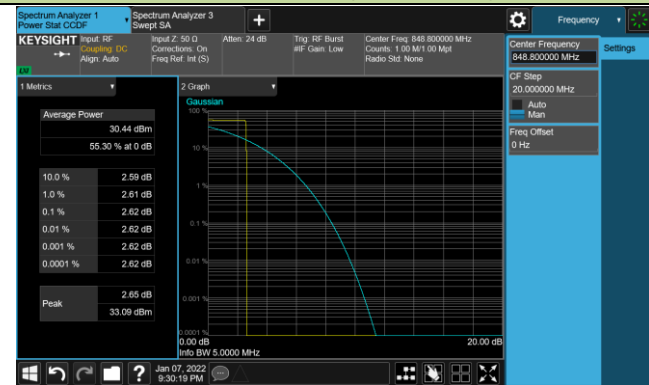 Spectrum Analyzer 1
Power Stat CCDF
Spectrum Analyzer 3
Swept SA
Frequency
KEYSIGHT
Input: RF
Coupling: DC
Align: Auto
Input Z: 50 Ω
Corrections: On
Freq Ref: Int (S)
Atten: 24 dB
Trig: RF Burst
#IF Gain: Low
Center Freq: 848.800000 MHz
Counts: 1.00 M/1.00 Mpt
Radio Std: None
Center Frequency
848.800000 MHz
Settings
CF Step
20.000000 MHz
Auto
Man
Freq Offset
0 Hz
1 Metrics
Average Power
30.44 dBm
55.30 % at 0 dB
10.0 % 2.59 dB
1.0 % 2.61 dB
0.1 % 2.62 dB
0.01 % 2.62 dB
0.001 % 2.62 dB
0.0001 % 2.62 dB
Peak
2.65 dB
33.09 dBm
2 Graph
Gaussian
100 %
10 %
1 %
0.1 %
0.01 %
0.001 %
0.0001 %
0.00 dB
20.00 dB
Info BW 5.0000 MHz
Jan 07, 2022
9:30:19 PM